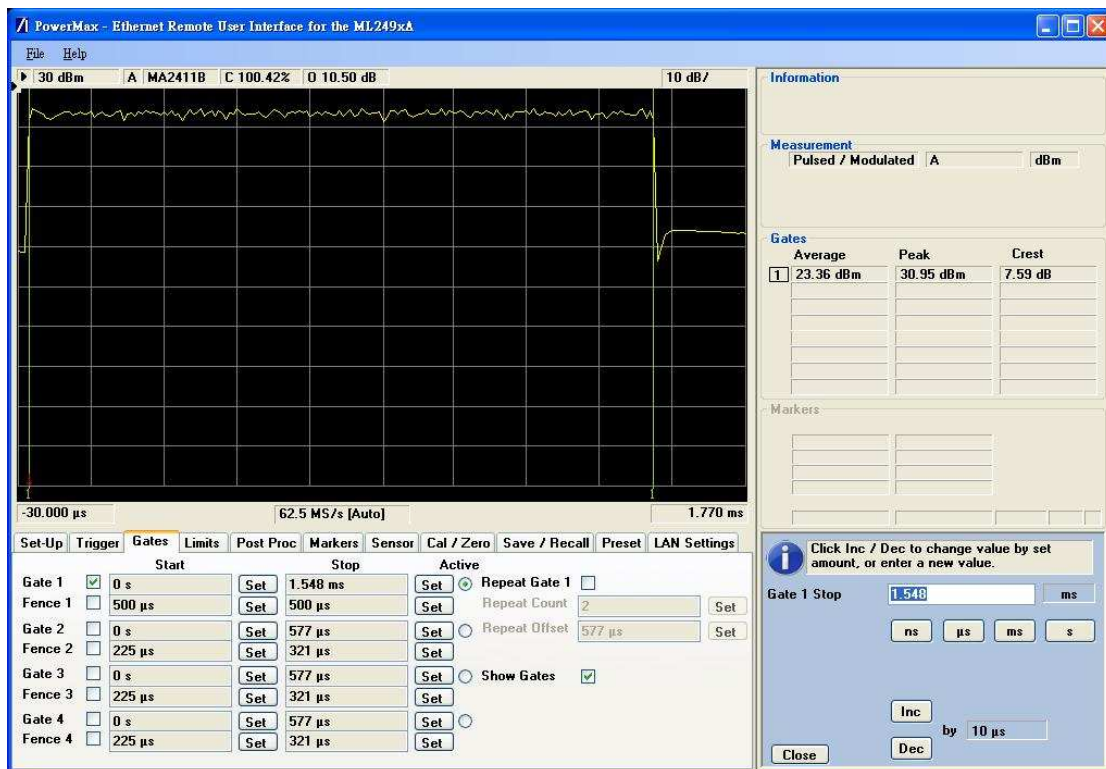 PowerMax - Ethernet Remote User Interface for the ML249xA
File Help
30 dBm A MA2411B C 100.42% O 10.50 dB 10 dB/
1 1
-30.000 µs 62.5 MS/s [Auto] 1.770 ms
Information
Measurement
Pulsed / Modulated A dBm
Gates
Average Peak Crest
1 23.36 dBm 30.95 dBm 7.59 dB
Markers
Set-Up Trigger Gates Limits Post Proc Markers Sensor Cal / Zero Save / Recall Preset LAN Settings
Start Stop Active
Gate 1 0 s Set 1.548 ms Set Repeat Gate 1
Fence 1 500 µs Set 500 µs Set Repeat Count 2 Set
Gate 2 0 s Set 577 µs Set Repeat Offset 577 µs Set
Fence 2 225 µs Set 321 µs Set
Gate 3 0 s Set 577 µs Set Show Gates
Fence 3 225 µs Set 321 µs Set
Gate 4 0 s Set 577 µs Set
Fence 4 225 µs Set 321 µs Set
Click Inc / Dec to change value by set
amount, or enter a new value.
Gate 1 Stop 1.548 ms
ns µs ms s
Inc
by 10 µs
Close Dec